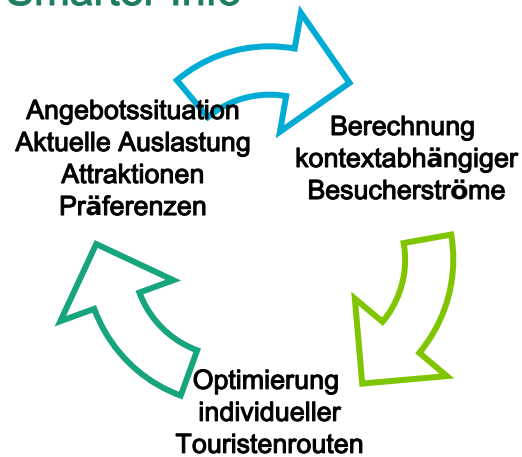 Angebotssituation
Aktuelle Auslastung
Attraktionen
Präferenzen
Berechnung
kontextabhängiger
Besucherströme
Optimierung
individueller
Touristenrouten